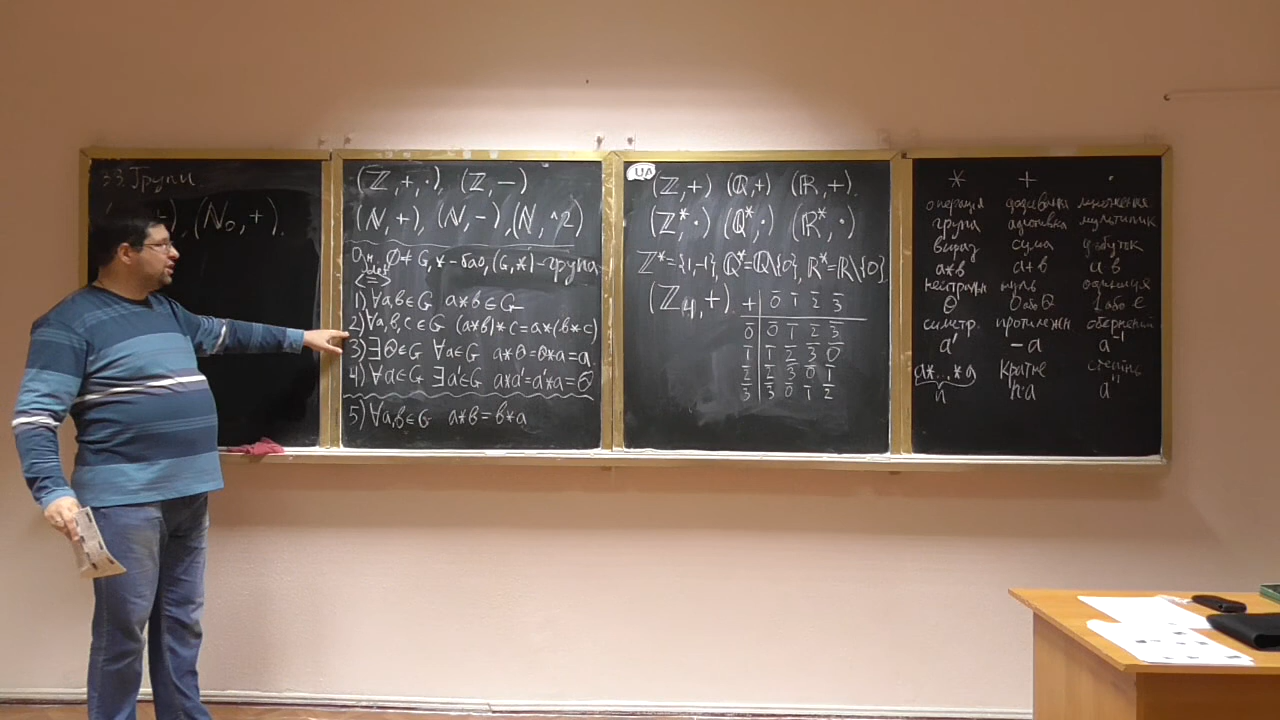 33. Групи.
, (ℕ₀, +).
(ℤ, +, ·), (ℤ, −)
(ℕ, +), (ℕ, −), (ℕ, ^2)
∅ ≠ G, * – бао, (G, *) – група
<=>
1) ∀a,b∈G a*b∈G
2) ∀a,b,c∈G (a*b)*c=a*(b*c)
3) ∃Θ∈G ∀a∈G a*Θ=Θ*a=a
4) ∀a∈G ∃a'∈G a*a'=a'*a=Θ
5) ∀a,b∈G a*b=b*a
UA
(ℤ, +) (ℚ, +) (ℝ, +).
(ℤ*, ·) (ℚ*, ·) (ℝ*, ·)
ℤ*={1,-1}, ℚ*=ℚ\{0}, ℝ*=ℝ\{0}.
(ℤ₄, +)
+ 0̄ 1̄ 2̄ 3̄
0̄ 0̄ 1̄ 2̄ 3̄
1̄ 1̄ 2̄ 3̄ 0̄
2̄ 2̄ 3̄ 0̄ 1̄
3̄ 3̄ 0̄ 1̄ 2̄
* + ·
операція додавання множення
група адитивна мультиплік
вираз сума добуток
a*b a+b a·b
нейтральн нуль одиниця
Θ 0 або Θ 1 або e
симетр. протилежн обернений
a' −a a⁻¹
a*...*a кратне степінь
n na aⁿ